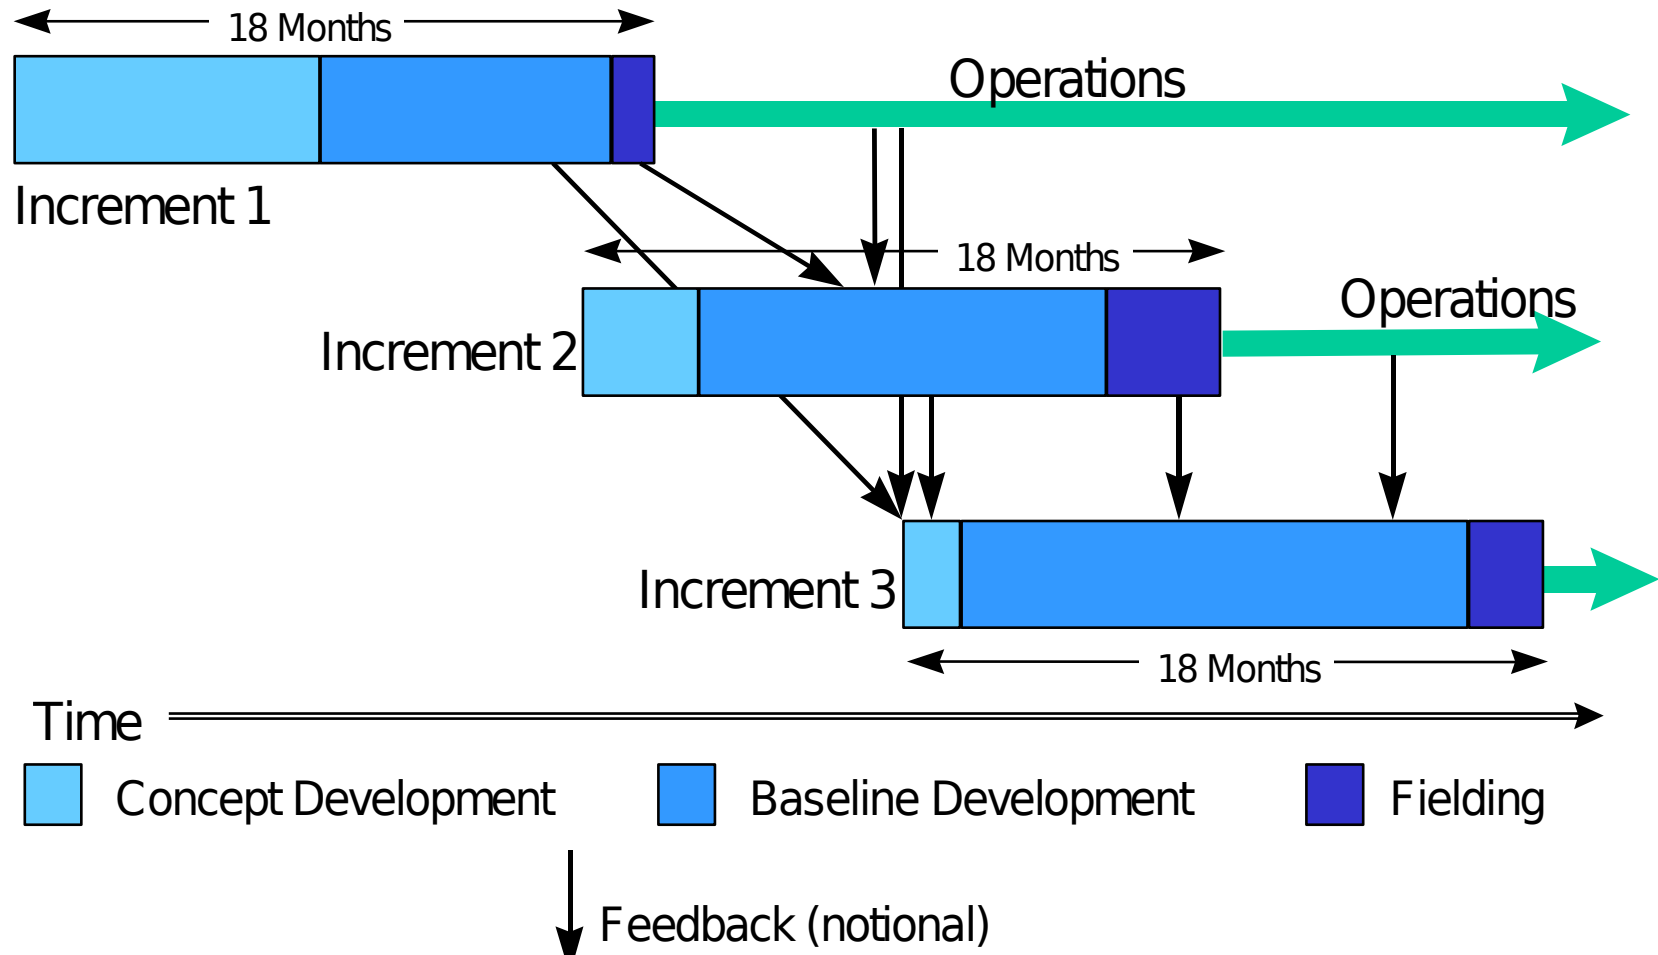 18 Months
Operations
Increment 1
18 Months
Operations
Increment 2
Increment 3
18 Months
Time
Concept Development
Baseline Development
Fielding
Feedback (notional)